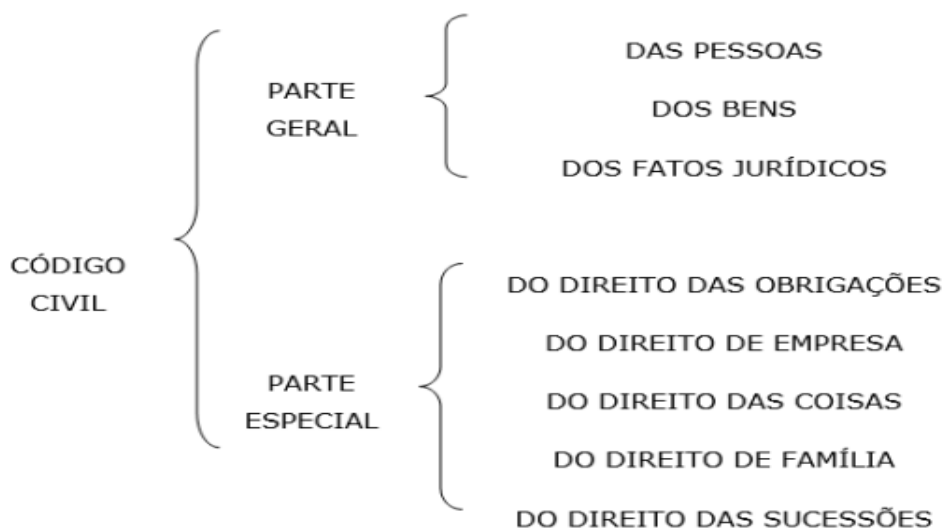 CÓDIGO
CIVIL
PARTE
GERAL
DAS PESSOAS
DOS BENS
DOS FATOS JURÍDICOS
PARTE
ESPECIAL
DO DIREITO DAS OBRIGAÇÕES
DO DIREITO DE EMPRESA
DO DIREITO DAS COISAS
DO DIREITO DE FAMÍLIA
DO DIREITO DAS SUCESSÕES